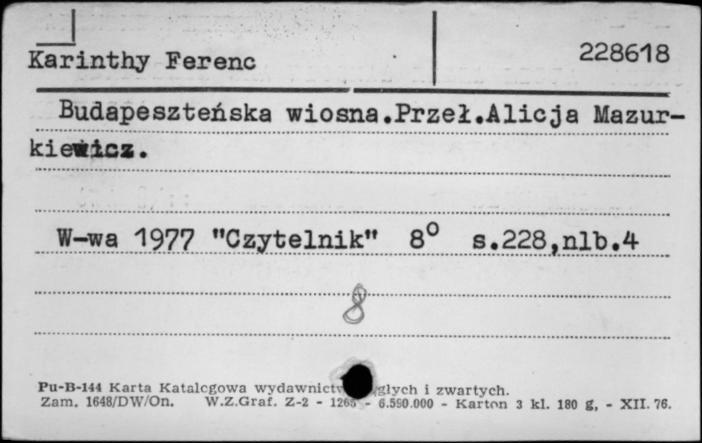 Karinthy Ferenc 228618
Budapeszteńska wiosna.Przeł.Alicja Mazur-
kiewicz.
W-wa 1977 "Czytelnik" 8° s.228,nlb.4
8
Pu-B-144 Karta Katalogowa i zwartych.
Zam. 1648/DW/On. W.Z.Graf. Z-2 - 1265 - 6.590.000 - Karton 3 kl. 180 g, - XII. 76.